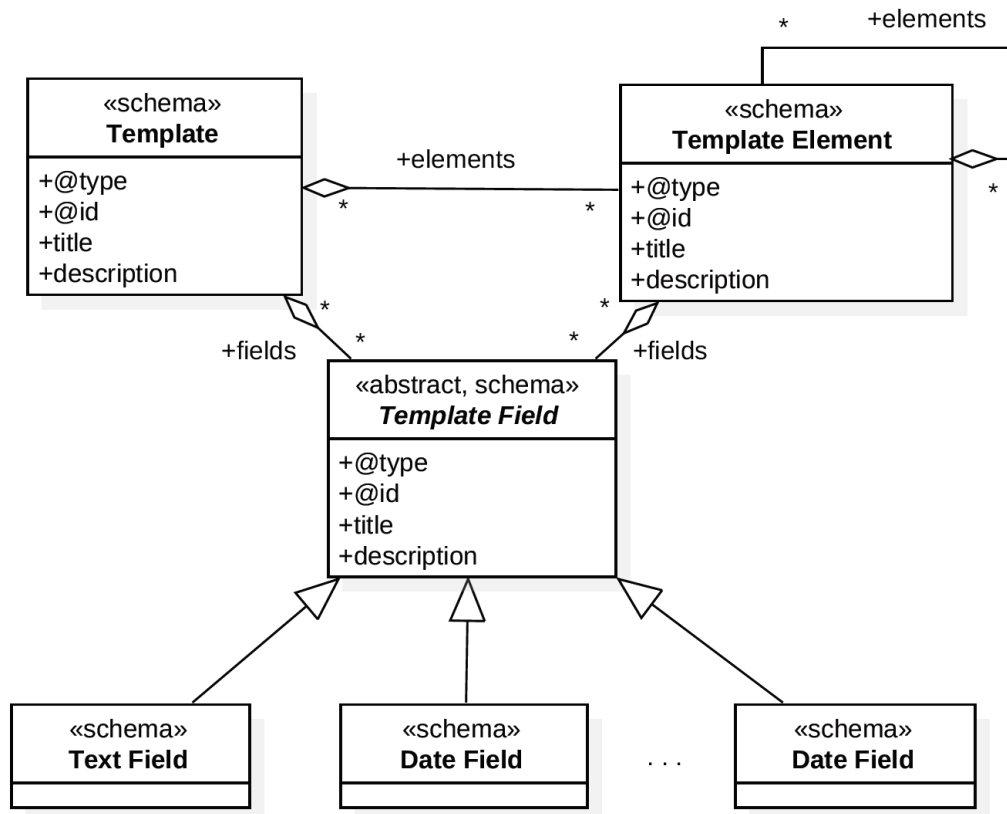 * +elements
«schema»
Template
+@type
+@id
+title
+description
+elements
* *
«schema»
Template Element
+@type
+@id
+title
+description
*
* *
+fields
* *
+fields
«abstract, schema»
Template Field
+@type
+@id
+title
+description
«schema»
Text Field
«schema»
Date Field
. . .
«schema»
Date Field